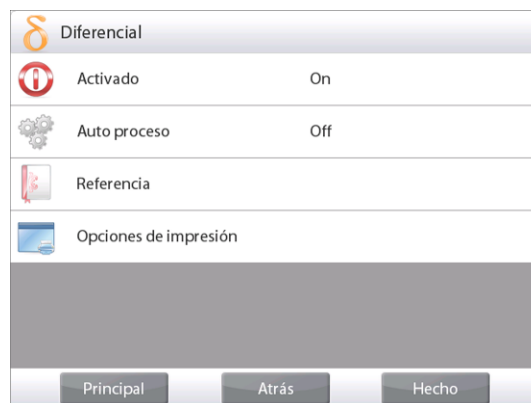 δ Diferencial
Activado On
Auto proceso Off
Referencia
Opciones de impresión
Principal Atrás Hecho